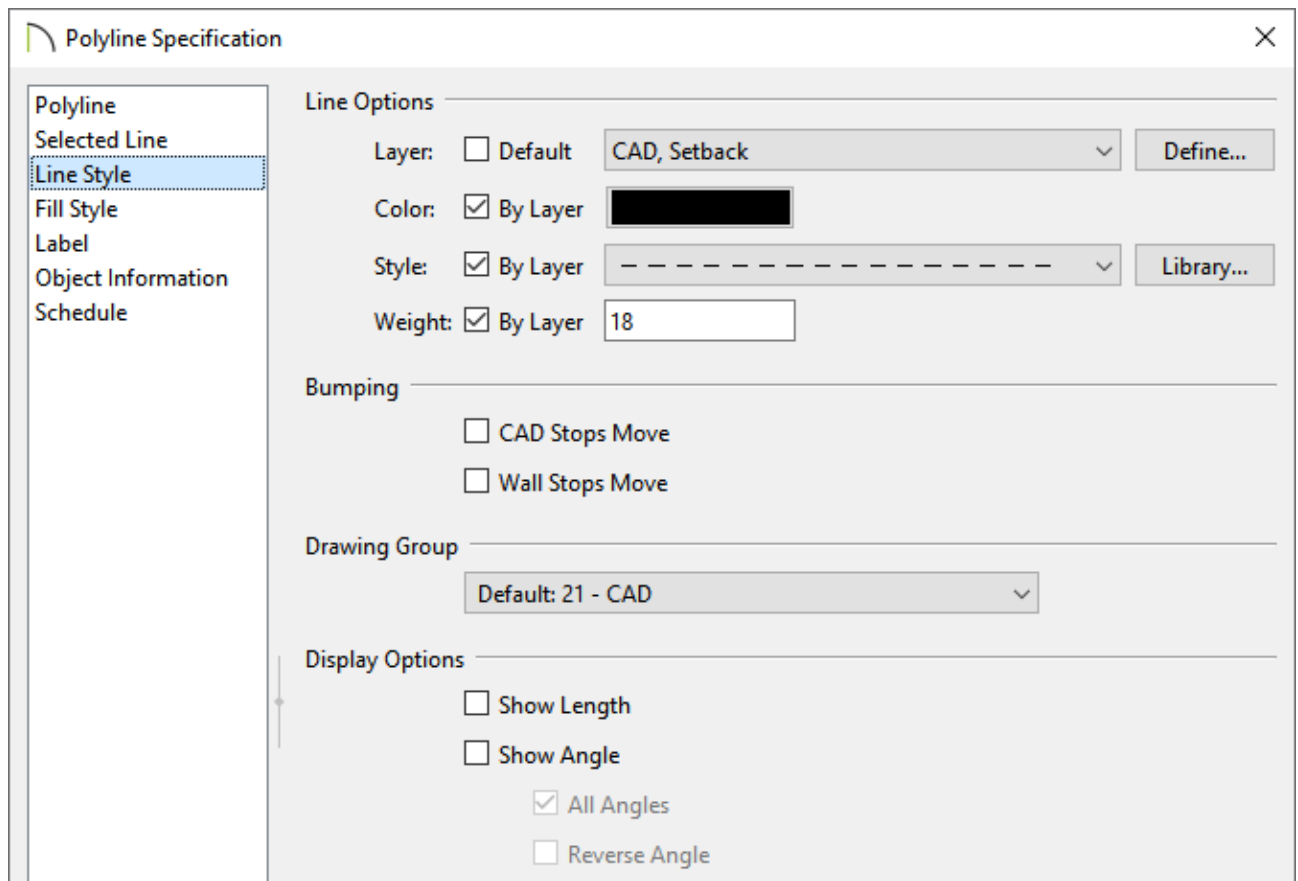 Polyline Specification
Polyline
Selected Line
Line Style
Fill Style
Label
Object Information
Schedule
Line Options
Layer: Default CAD, Setback Define...
Color: By Layer
Style: By Layer Library...
Weight: By Layer 18
Bumping
CAD Stops Move
Wall Stops Move
Drawing Group
Default: 21 - CAD
Display Options
Show Length
Show Angle
All Angles
Reverse Angle